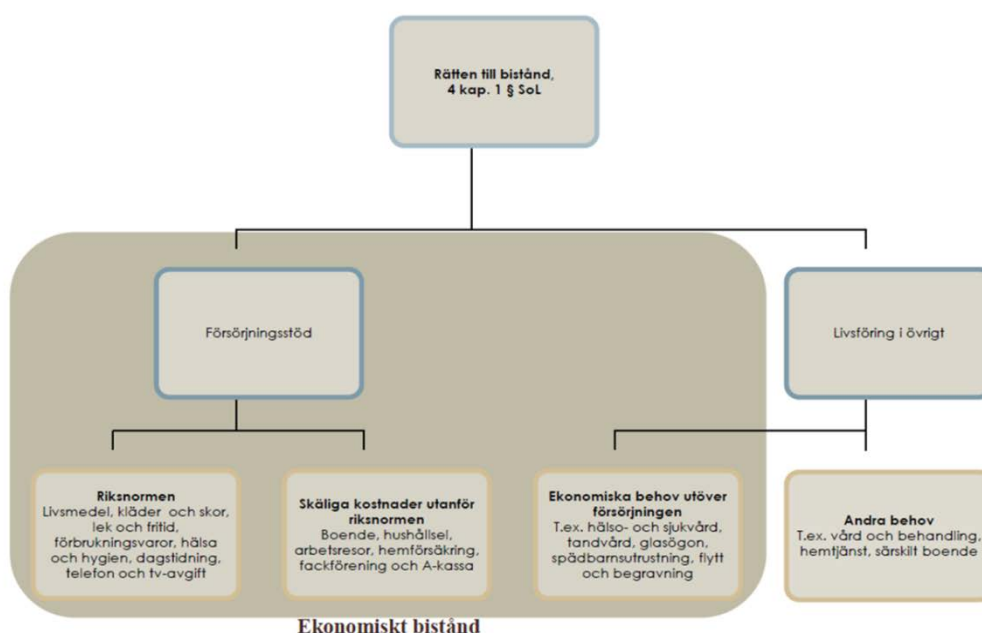 Rätten till bistånd,
4 kap. 1 § SoL
Försörjningsstöd
Livsföring i övrigt
Riksnormen
Livsmedel, kläder och skor,
lek och fritid,
förbrukningsvaror, hälsa
och hygien, dagstidning,
telefon och tv-avgift
Skäliga kostnader utanför
riksnormen
Boende, hushållsel,
arbetsresor, hemförsäkring,
fackförening och A-kassa
Ekonomiska behov utöver
försörjningen
T.ex. hälso- och sjukvård,
tandvård, glasögon,
spädbarnsutrustning, flytt
och begravning
Andra behov
T.ex. vård och behandling,
hemtjänst, särskilt boende
Ekonomiskt bistånd